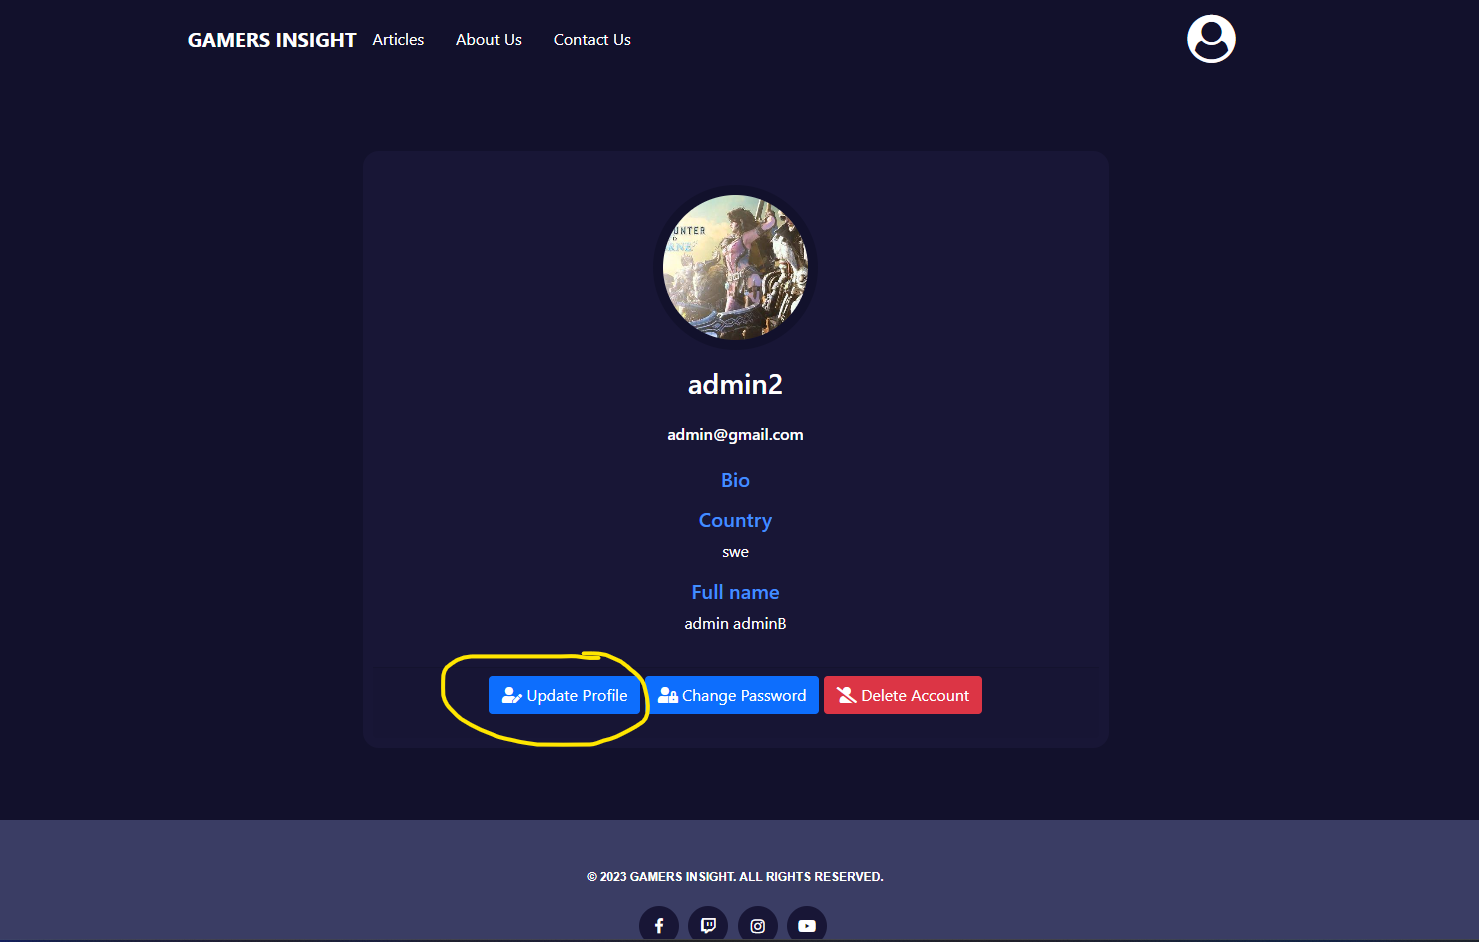 GAMERS INSIGHT Articles About Us Contact Us
UNTER
admin2
admin@gmail.com
Bio
Country
swe
Full name
admin adminB
Update Profile Change Password Delete Account
© 2023 GAMERS INSIGHT. ALL RIGHTS RESERVED.